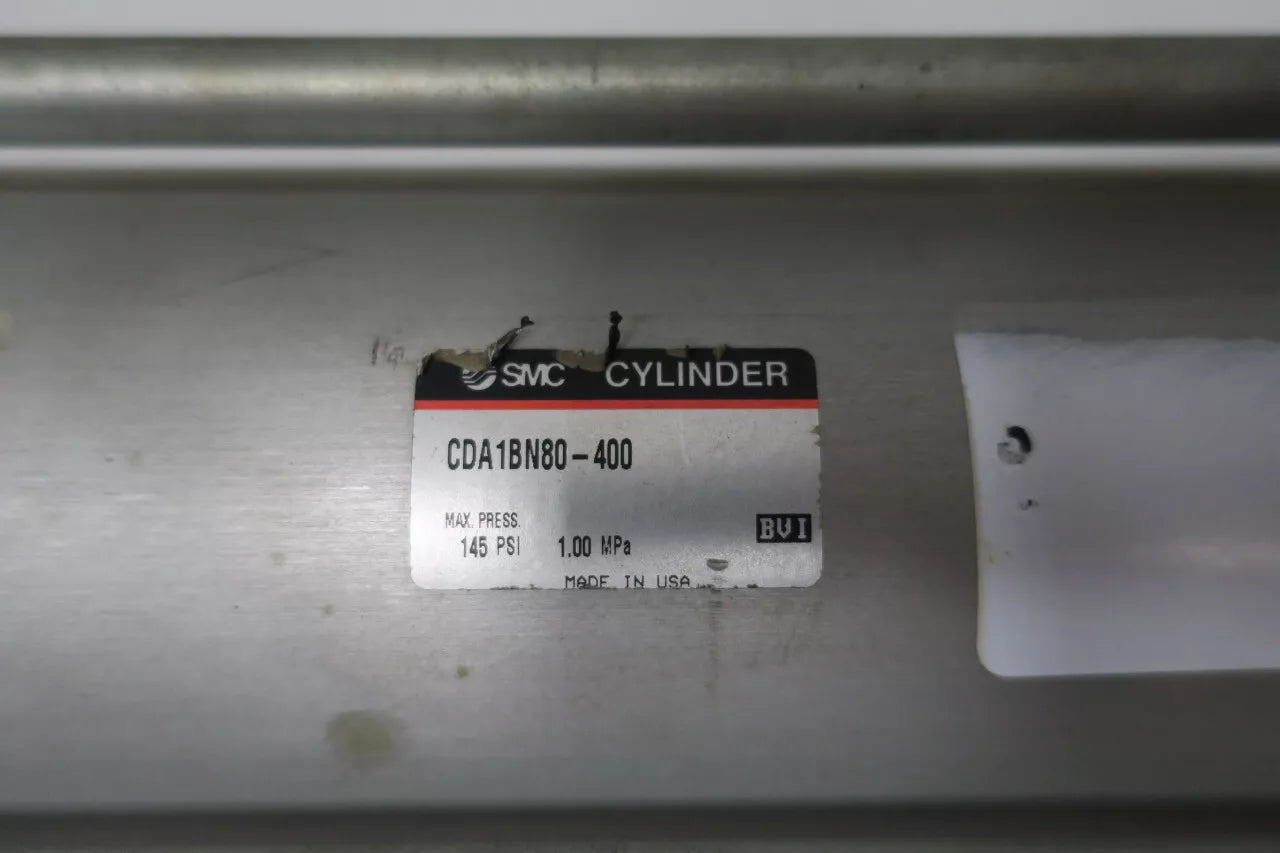 SMC CYLINDER
CDA1BN80-400
MAX. PRESS.
145 PSI 1.00 MPa
BVI
MADE IN USA